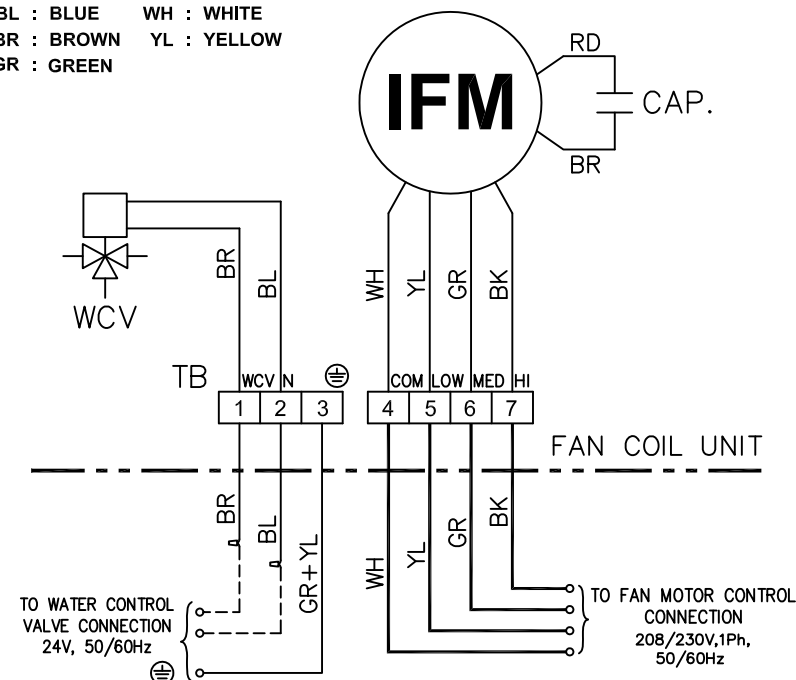 BL : BLUE WH : WHITE
BR : BROWN YL : YELLOW
GR : GREEN
IFM
RD
CAP.
BR
WCV
BR
BL
WH
YL
GR
BK
TB
WCV N
COM LOW MED HI
1 2 3
4 5 6 7
FAN COIL UNIT
BR
BL
GR+YL
WH
YL
GR
BK
TO WATER CONTROL
VALVE CONNECTION
24V, 50/60Hz
TO FAN MOTOR CONTROL
CONNECTION
208/230V,1Ph,
50/60Hz